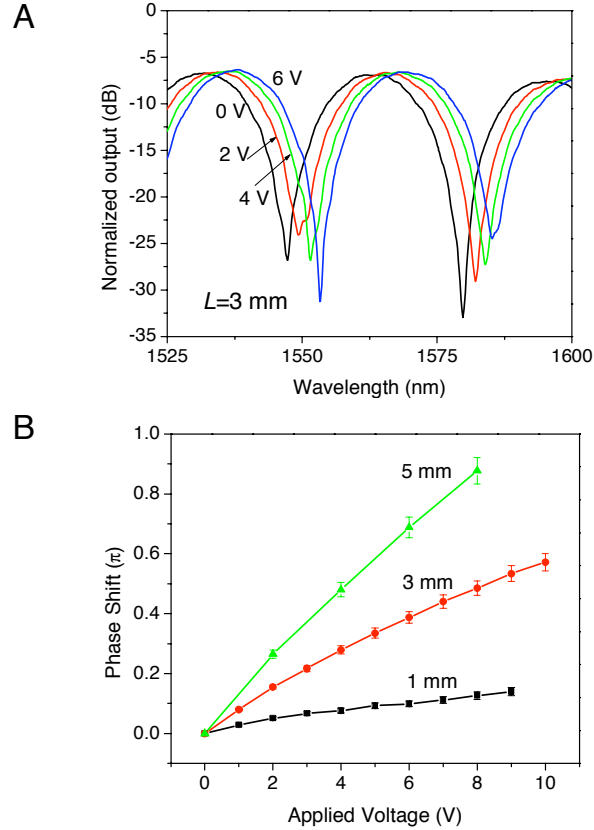 A
0
-5
-10
-15
-20
-25
-30
-35
Normalized output (dB)
6 V
0 V
2 V
4 V
L=3 mm
1525 1550 1575 1600
Wavelength (nm)
B
1.0
0.8
0.6
0.4
0.2
0.0
Phase Shift (π)
5 mm
3 mm
1 mm
0 2 4 6 8 10
Applied Voltage (V)